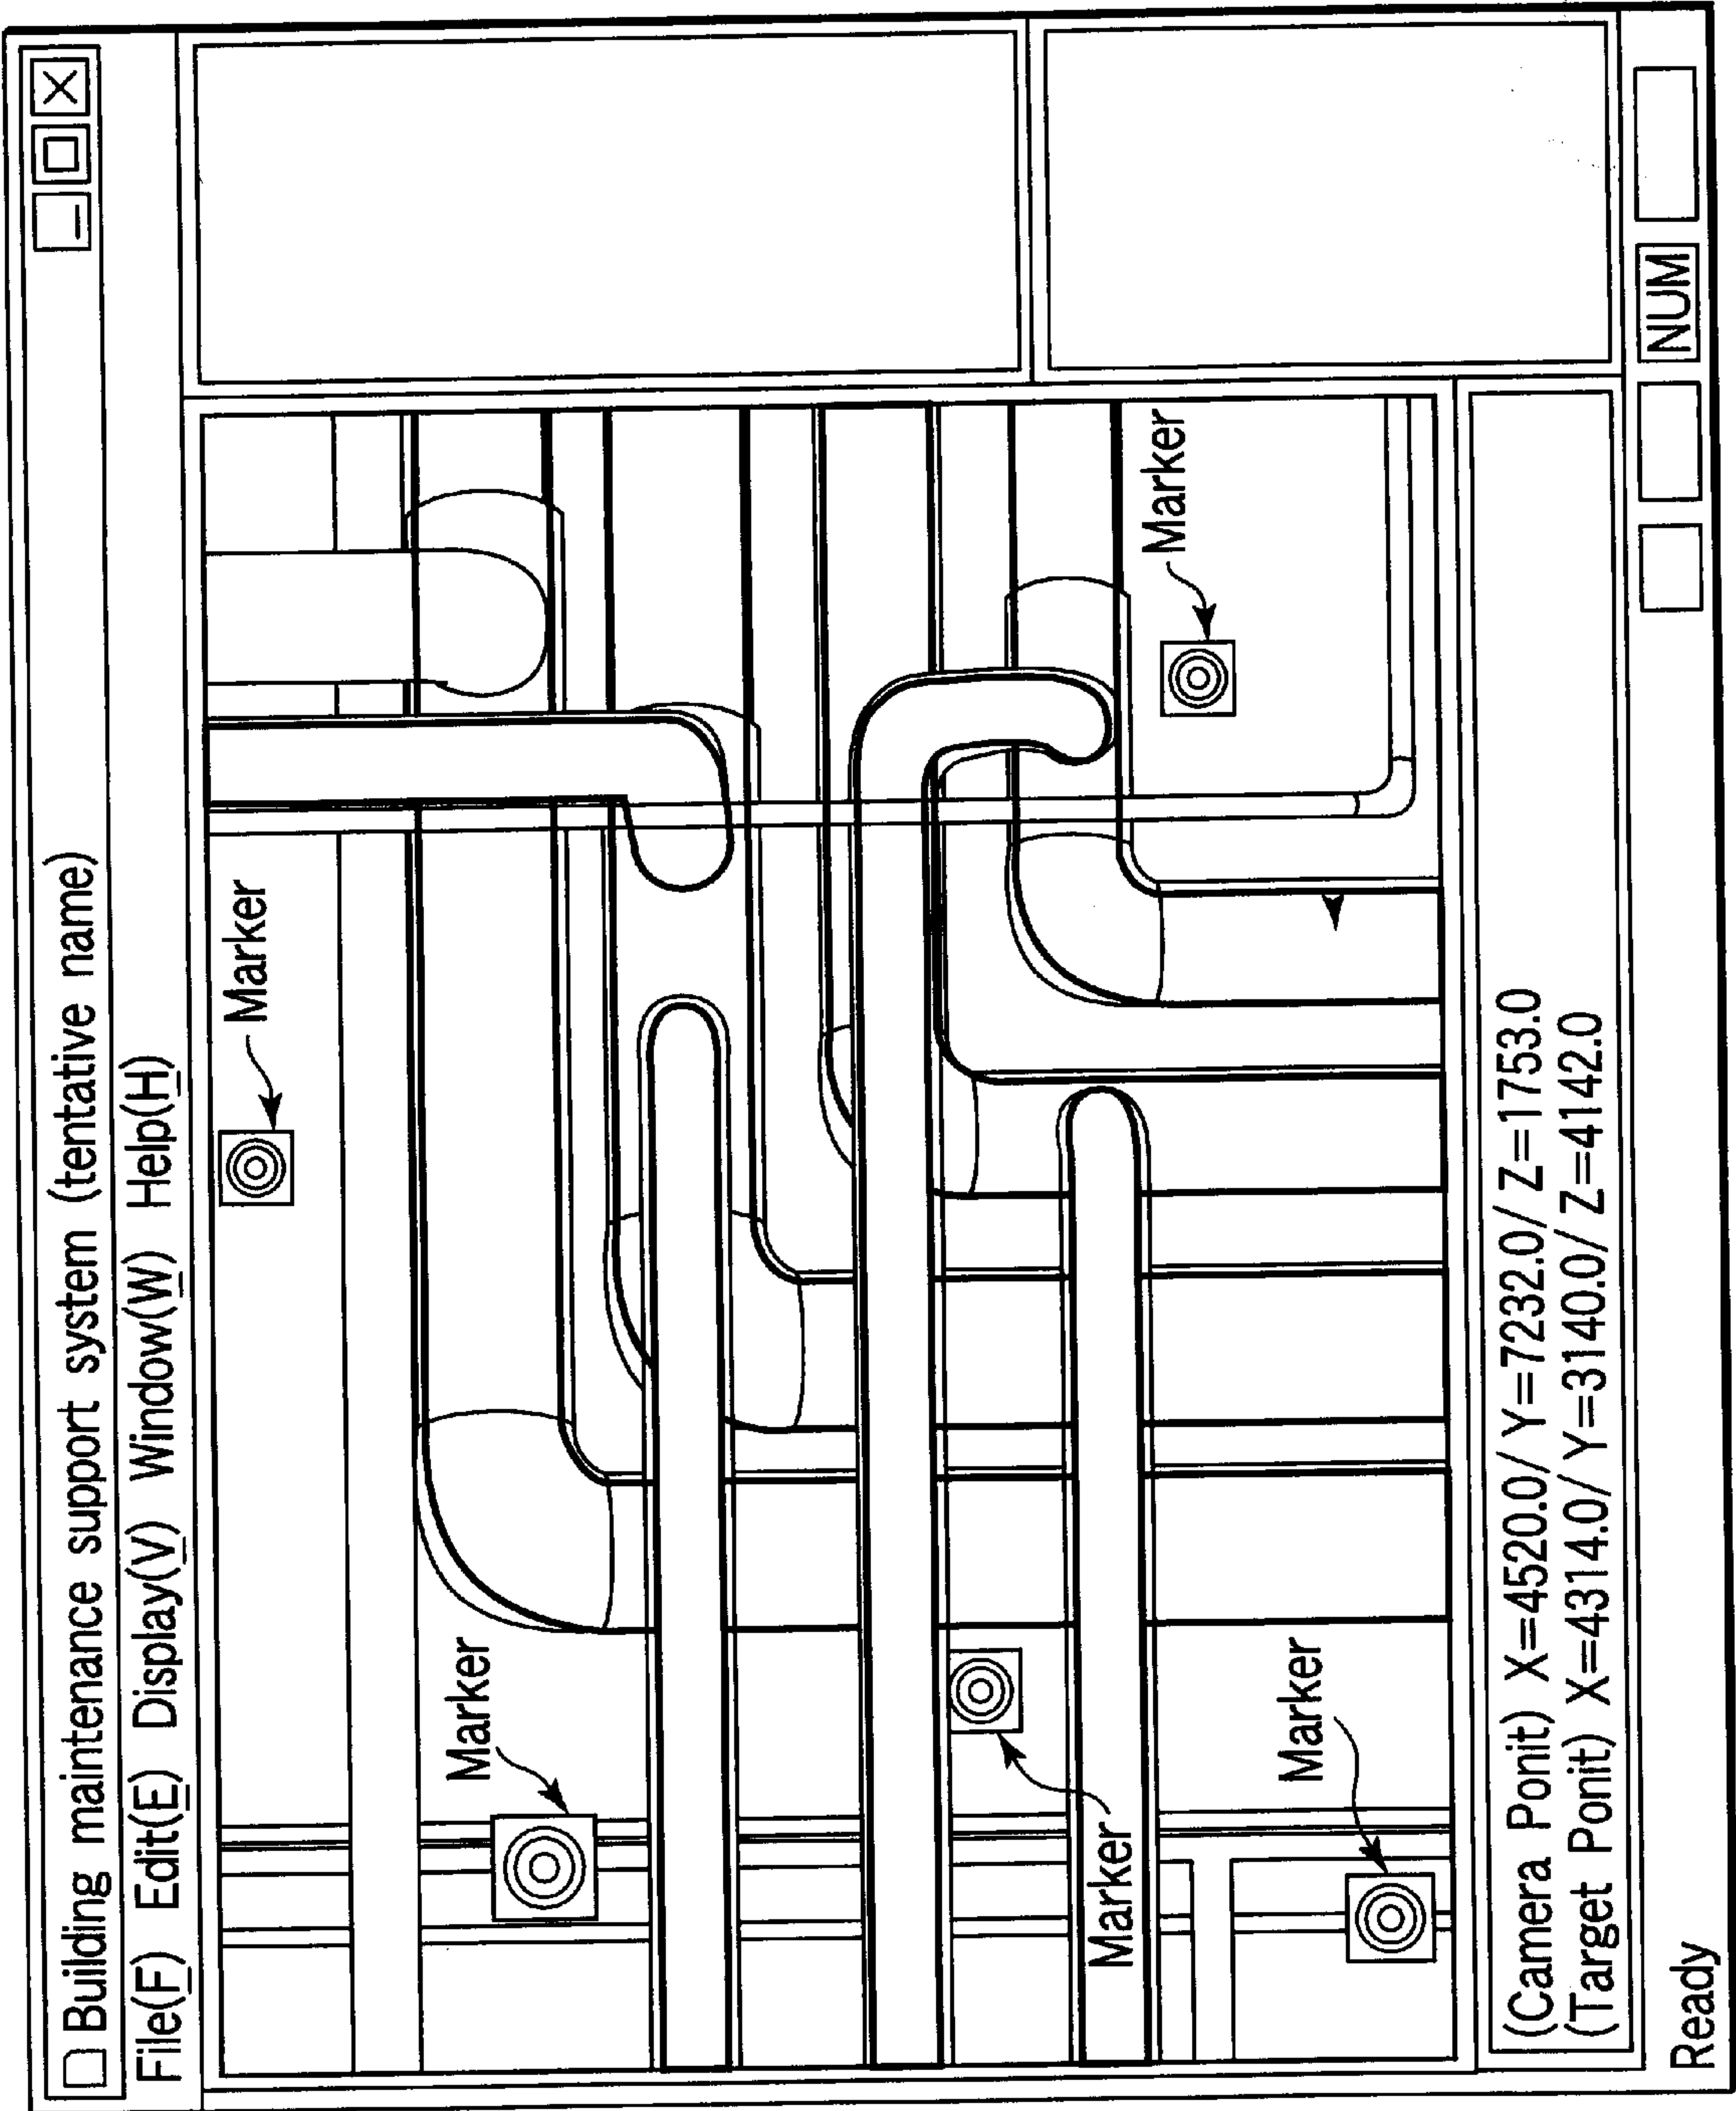 Building maintenance support system (tentative name)
File(F) Edit(E) Display(V) Window(W) Help(H)
Marker
Marker
Marker
Marker
Marker
(Camera Ponit) X=4520.0/ Y=7232.0/ Z=1753.0
(Target Ponit) X=4314.0/ Y=3140.0/ Z=4142.0
Ready
NUM